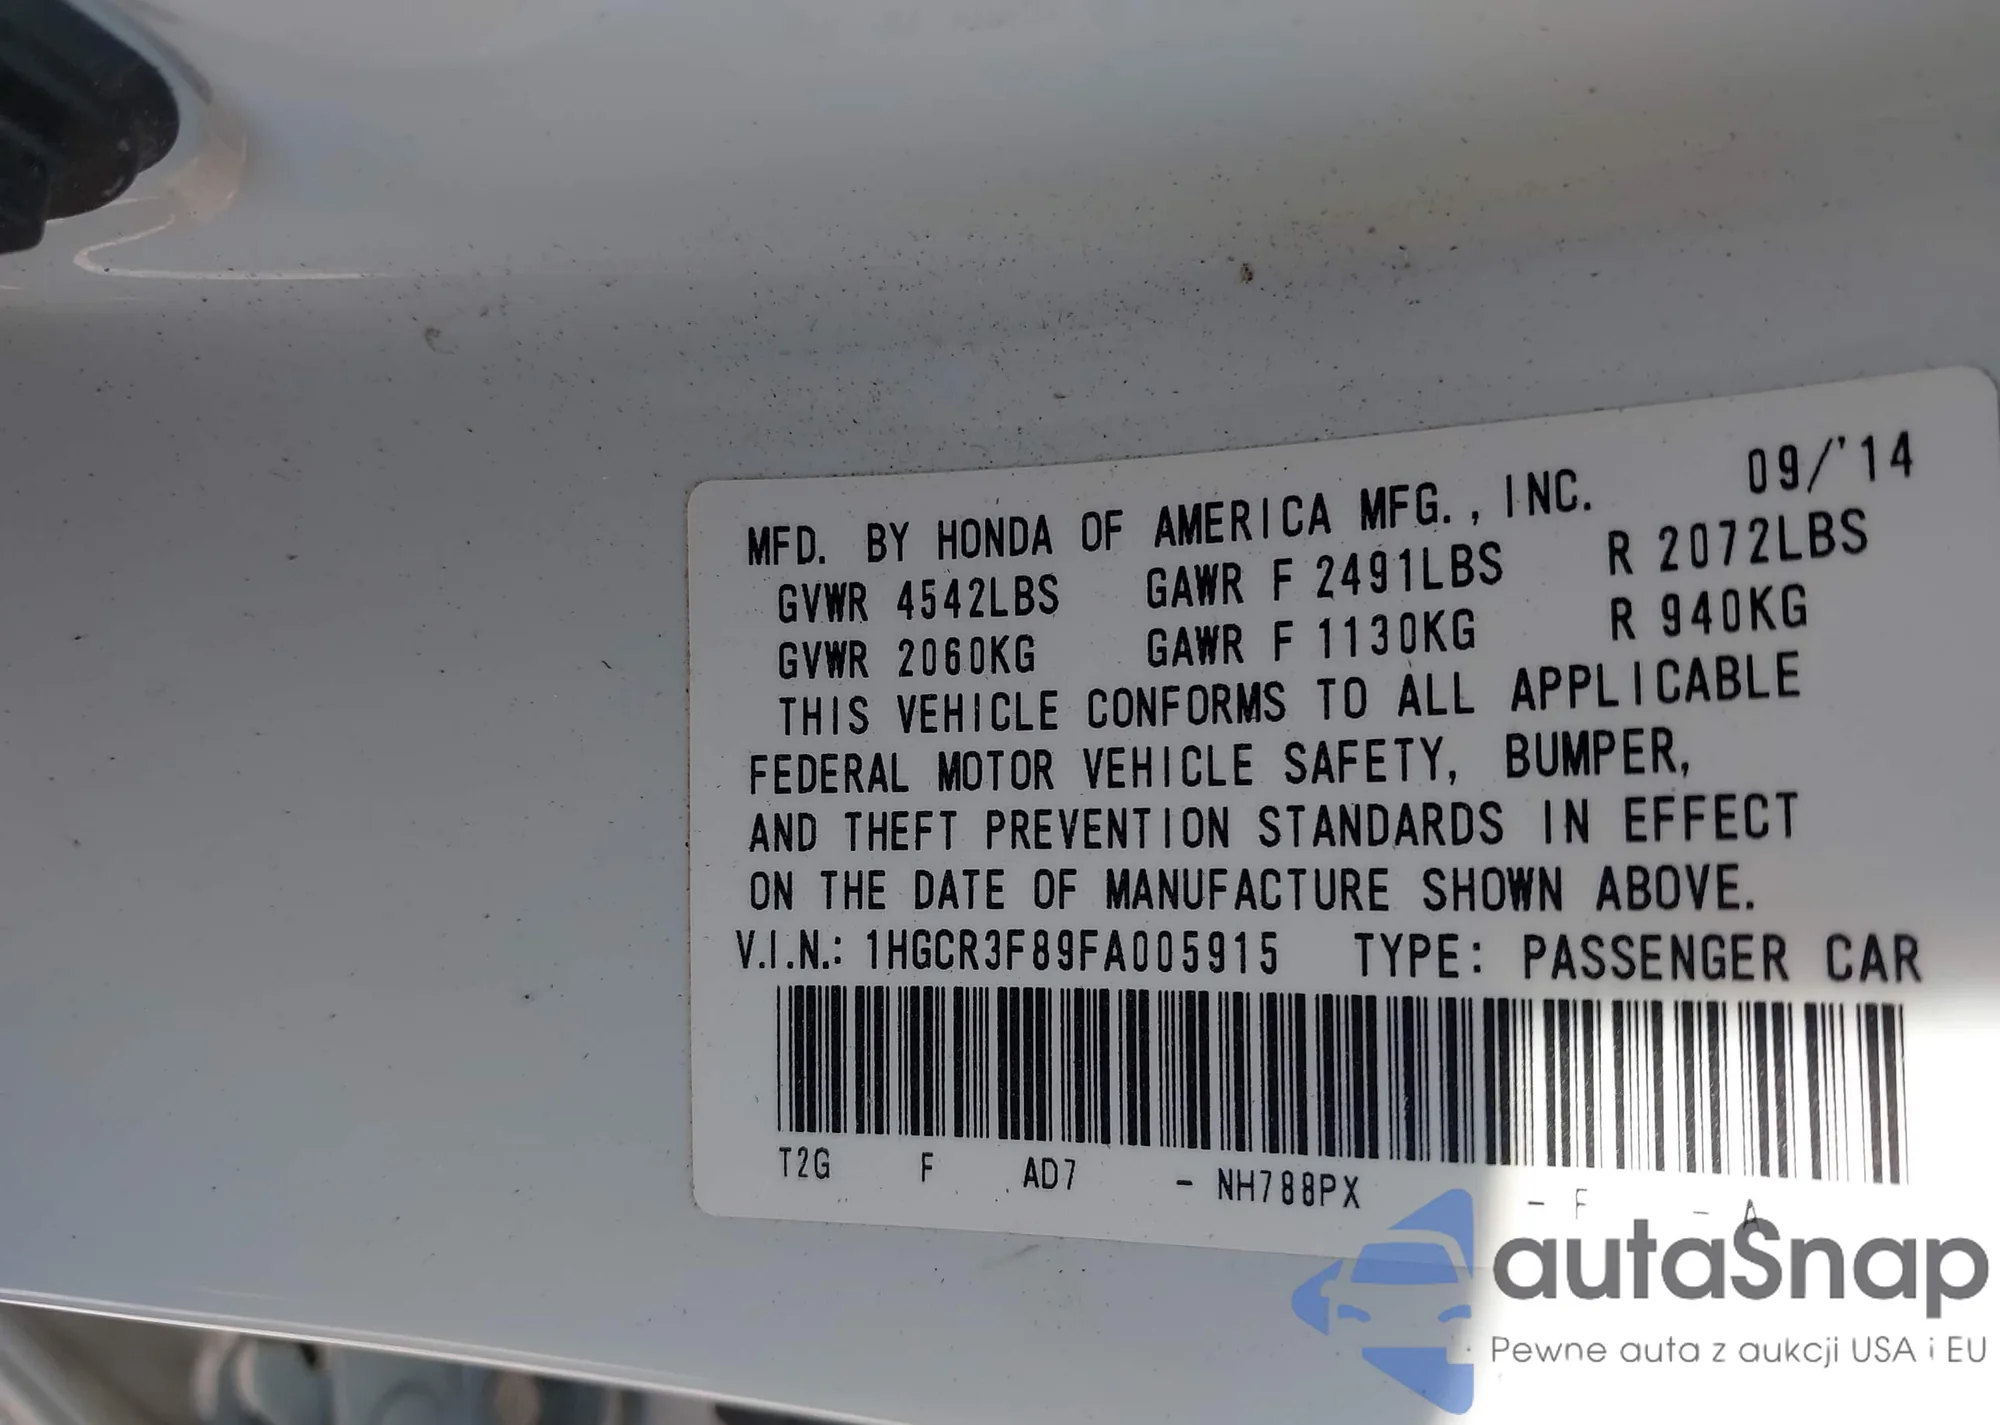 MFD. BY HONDA OF AMERICA MFG., INC. 09/'14
GVWR 4542LBS GAWR F 2491LBS R 2072LBS
GVWR 2060KG GAWR F 1130KG R 940KG
THIS VEHICLE CONFORMS TO ALL APPLICABLE
FEDERAL MOTOR VEHICLE SAFETY, BUMPER,
AND THEFT PREVENTION STANDARDS IN EFFECT
ON THE DATE OF MANUFACTURE SHOWN ABOVE.
V.I.N.: 1HGCR3F89FA005915 TYPE: PASSENGER CAR
T2G F AD7 - NH788PX - F - A
autaSnap
Pewne auta z aukcji USA i EU